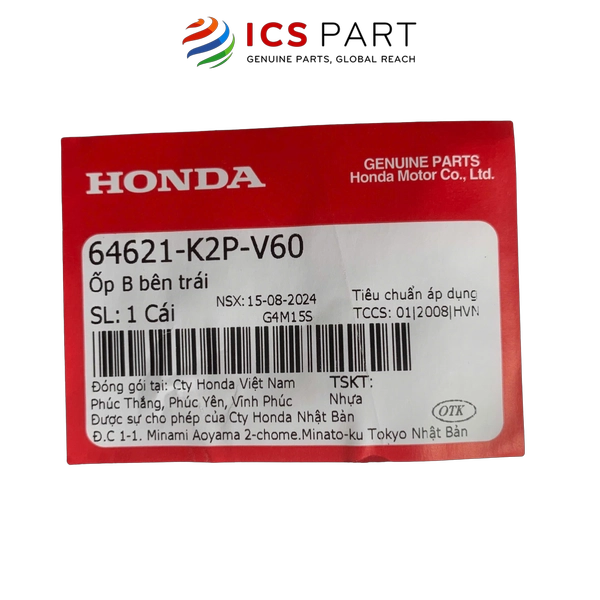 ICS PART
GENUINE PARTS, GLOBAL REACH
HONDA
GENUINE PARTS
Honda Motor Co., Ltd.
64621-K2P-V60
Ốp B bên trái
SL: 1 Cái
NSX: 15-08-2024
G4M15S
Tiêu chuẩn áp dụng
TCCS: 01|2008|HVN
Đóng gói tại: Cty Honda Việt Nam
Phúc Thắng, Phúc Yên, Vĩnh Phúc
TSKT:
Nhựa
Được sự cho phép của Cty Honda Nhật Bản
Đ.C 1-1. Minami Aoyama 2-chome.Minato-ku Tokyo Nhật Bản
OTK